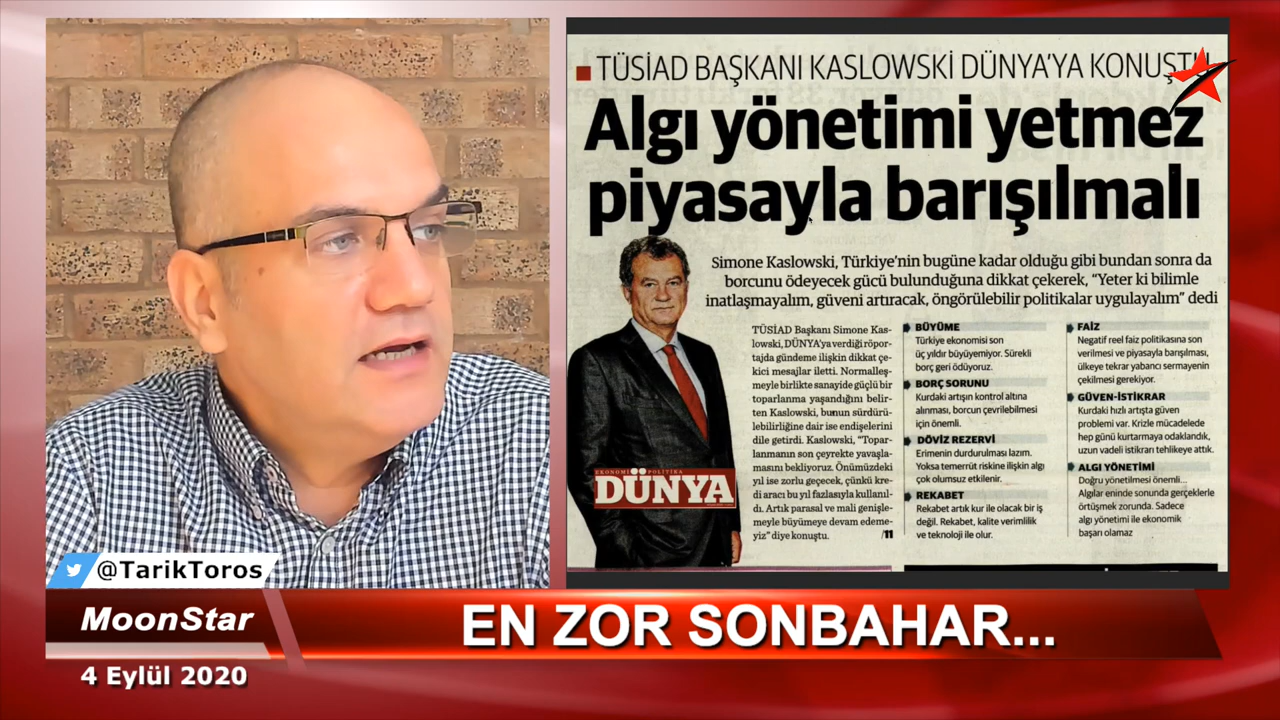 TÜSİAD BAŞKANI KASLOWSKİ DÜNYA'YA KONUŞTU
Algı yönetimi yetmez
piyasayla barışılmalı
Simone Kaslowski, Türkiye'nin bugüne kadar olduğu gibi bundan sonra da
borcunu ödeyecek gücü bulunduğuna dikkat çekerek, “Yeter ki bilimle
inatlaşmayalım, güveni artıracak, öngörülebilir politikalar uygulayalım” dedi
TÜSİAD Başkanı Simone Kas-
lowski, DÜNYA'ya verdiği röpor-
tajda gündeme ilişkin dikkat çe-
kici mesajlar iletti. Normalleş-
meyle birlikte sanayide güçlü bir
toparlanma yaşandığını belir-
ten Kaslowski, bunun sürdürü-
lebilirliğine dair ise endişelerini
dile getirdi. Kaslowski, “Topar-
lanmanın son çeyrekte yavaşla-
masını bekliyoruz. Önümüzdeki
yıl ise zorlu geçecek, çünkü kre-
di aracı bu yıl fazlasıyla kullanıl-
dı. Artık parasal ve mali genişle-
meyle büyümeye devam edeme-
yiz” diye konuştu. /11
BÜYÜME
Türkiye ekonomisi son
üç yıldır büyüyemiyor. Sürekli
borç geri ödüyoruz.
BORÇ SORUNU
Kurdaki artışın kontrol altına
alınması, borcun çevrilebilmesi
için önemli.
DÖVİZ REZERVİ
Erimenin durdurulması lazım.
Yoksa temerrüt riskine ilişkin algı
çok olumsuz etkilenir.
REKABET
Rekabet artık kur ile olacak bir iş
değil. Rekabet, kalite verimlilik
ve teknoloji ile olur.
FAİZ
Negatif reel faiz politikasına son
verilmesi ve piyasayla barışılması,
ülkeye tekrar yabancı sermayenin
çekilmesi gerekiyor.
GÜVEN-İSTİKRAR
Kurdaki hızlı artışta güven
problemi var. Krizle mücadelede
hep günü kurtarmaya odaklandık,
uzun vadeli istikrarı tehlikeye attık.
ALGI YÖNETİMİ
Doğru yönetilmesi önemli...
Algılar eninde sonunda gerçeklerle
örtüşmek zorunda. Sadece
algı yönetimi ile ekonomik
başarı olamaz
EKONOMİ POLİTİKA
DÜNYA
@TarikToros
MoonStar
EN ZOR SONBAHAR...
4 Eylül 2020